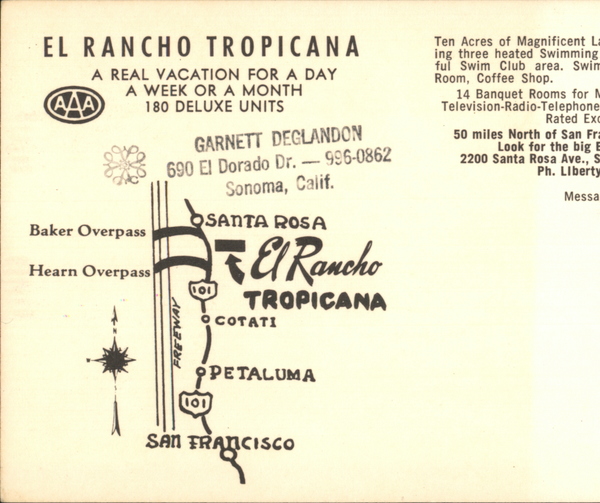 EL RANCHO TROPICANA
A REAL VACATION FOR A DAY
A WEEK OR A MONTH
180 DELUXE UNITS
AAA
GARNETT DEGLANDON
690 El Dorado Dr. — 996-0862
Sonoma, Calif.
SANTA ROSA
Baker Overpass
El Rancho
Hearn Overpass
TROPICANA
101
COTATI
FREEWAY
PETALUMA
101
SAN FRANCISCO
Ten Acres of Magnificent La
ing three heated Swimming
ful Swim Club area. Swim
Room, Coffee Shop.
14 Banquet Rooms for M
Television-Radio-Telephone
Rated Exc
50 miles North of San Fra
Look for the big E
2200 Santa Rosa Ave., S
Ph. LIberty
Messa